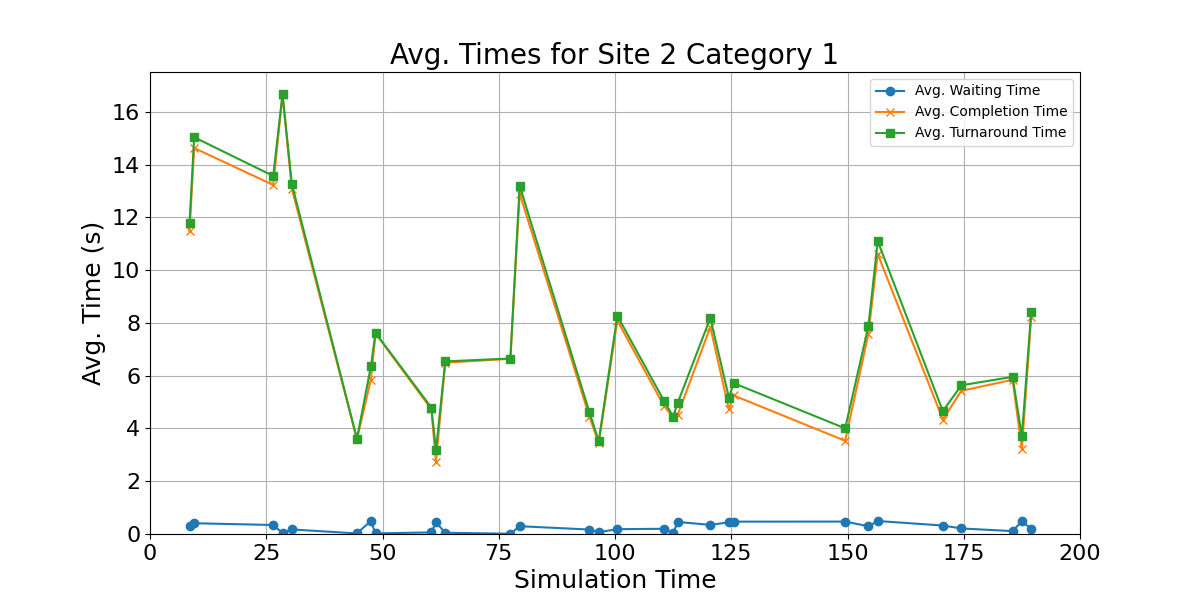 Avg. Times for Site 2 Category 1
Avg. Waiting Time
Avg. Completion Time
Avg. Turnaround Time
Avg. Time (s)
16
14
12
10
8
6
4
2
0
0 25 50 75 100 125 150 175 200
Simulation Time